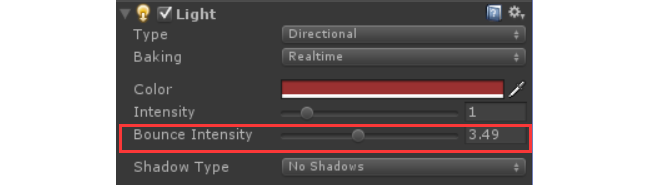 Light
Type Directional
Baking Realtime
Color
Intensity 1
Bounce Intensity 3.49
Shadow Type No Shadows